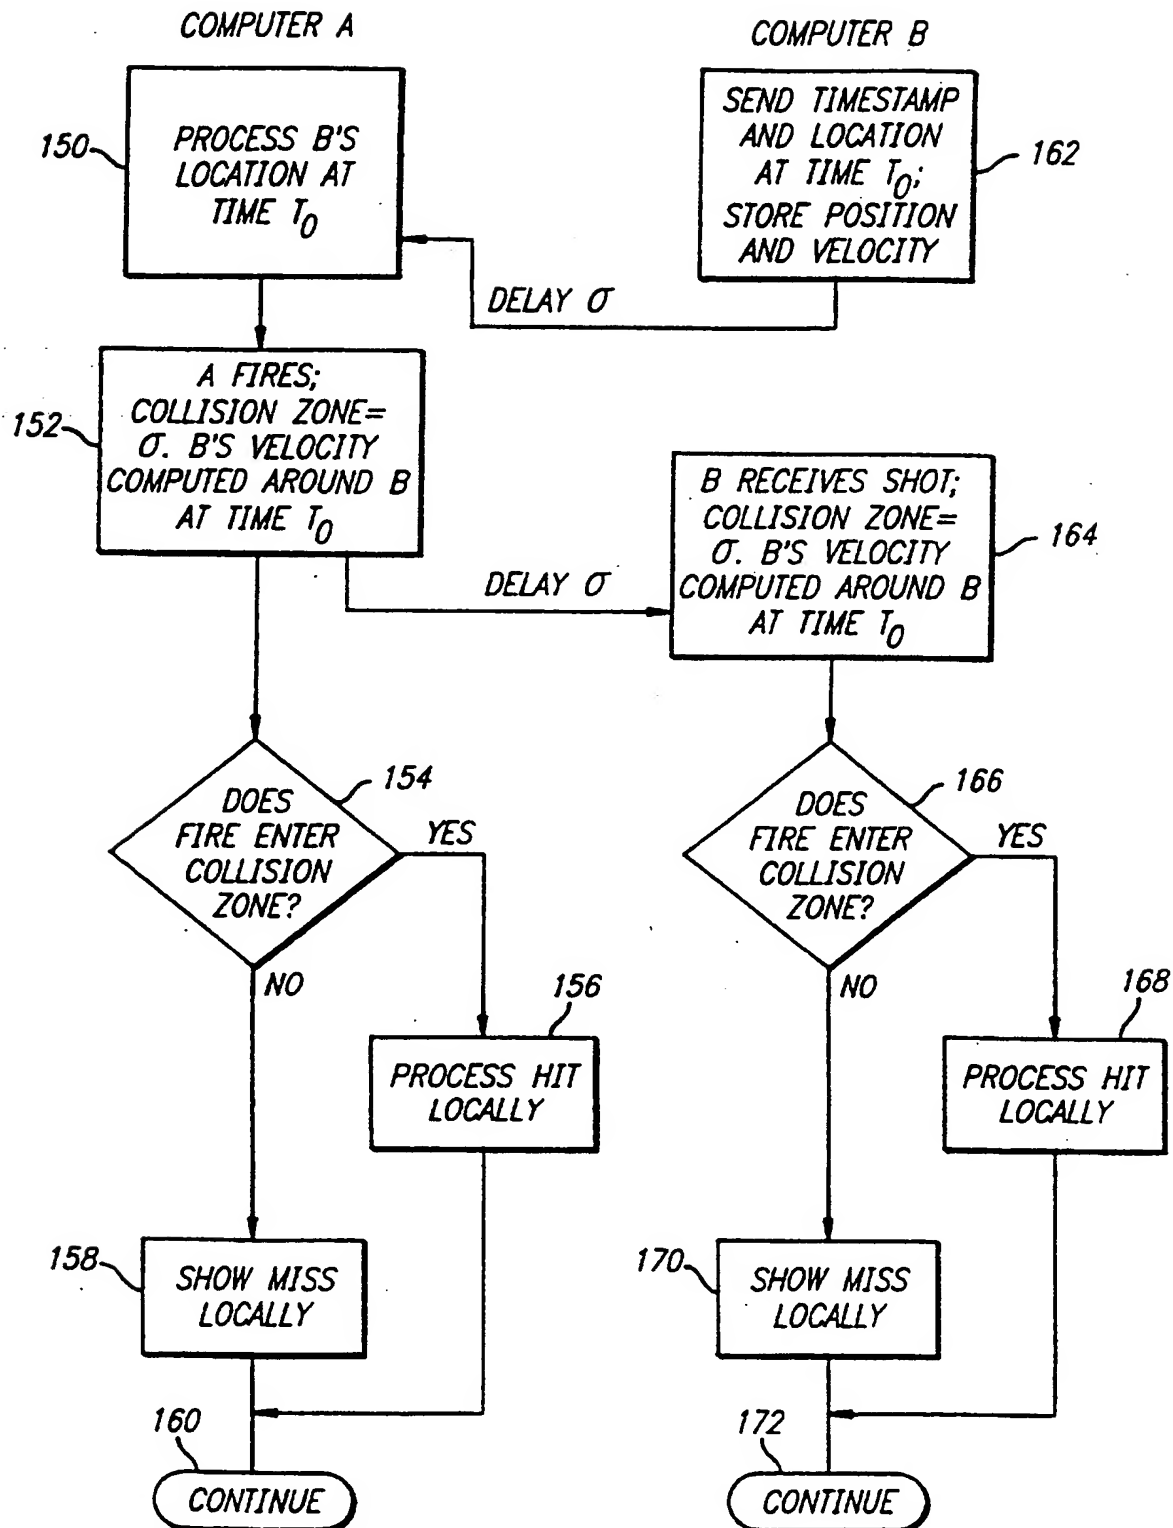 COMPUTER A
COMPUTER B
150
PROCESS B'S
LOCATION AT
TIME T0
SEND TIMESTAMP
AND LOCATION
AT TIME T0;
STORE POSITION
AND VELOCITY
162
DELAY σ
152
A FIRES;
COLLISION ZONE=
σ. B'S VELOCITY
COMPUTED AROUND B
AT TIME T0
B RECEIVES SHOT;
COLLISION ZONE=
σ. B'S VELOCITY
COMPUTED AROUND B
AT TIME T0
164
DELAY σ
154
DOES
FIRE ENTER
COLLISION
ZONE?
YES
NO
166
DOES
FIRE ENTER
COLLISION
ZONE?
YES
NO
156
PROCESS HIT
LOCALLY
168
PROCESS HIT
LOCALLY
158
SHOW MISS
LOCALLY
170
SHOW MISS
LOCALLY
160
CONTINUE
172
CONTINUE